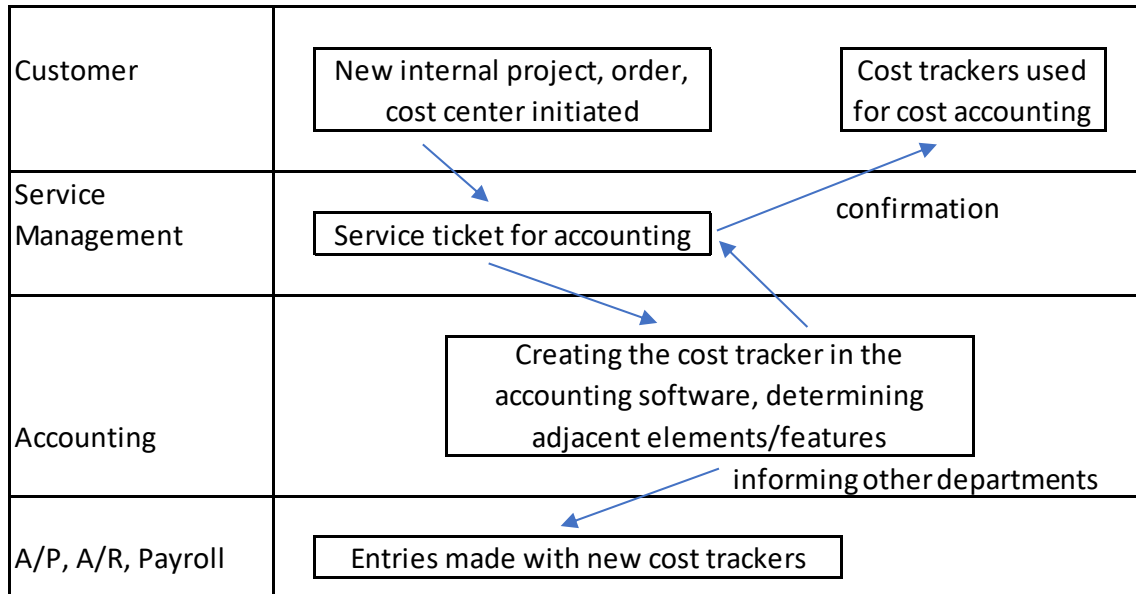 Customer
New internal project, order,
cost center initiated
Cost trackers used
for cost accounting
Service
Management
Service ticket for accounting
confirmation
Accounting
Creating the cost tracker in the
accounting software, determining
adjacent elements/features
informing other departments
A/P, A/R, Payroll
Entries made with new cost trackers